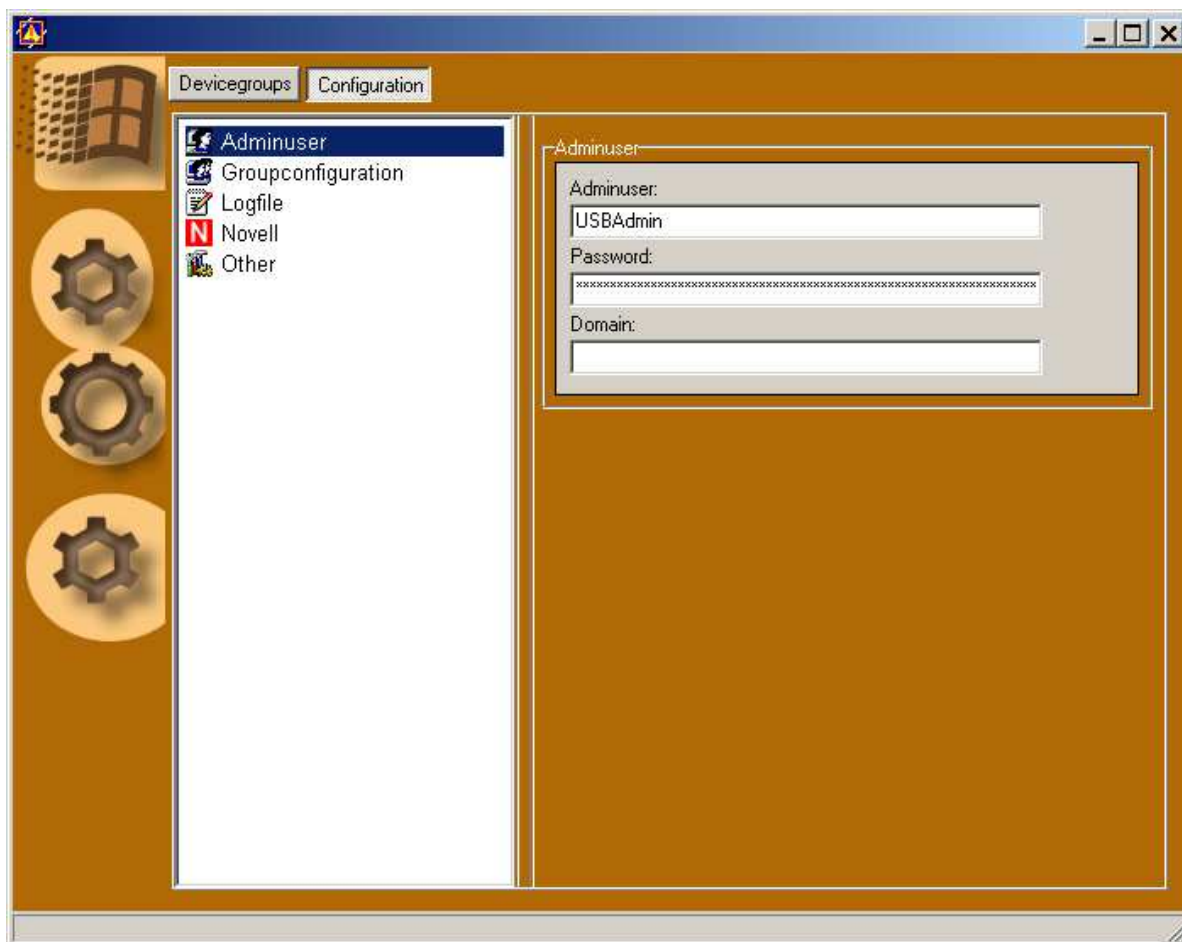 Devicegroups
Configuration
Adminuser
Groupconfiguration
Logfile
N Novell
Other
Adminuser
Adminuser:
USBAdmin
Password:
Domain: